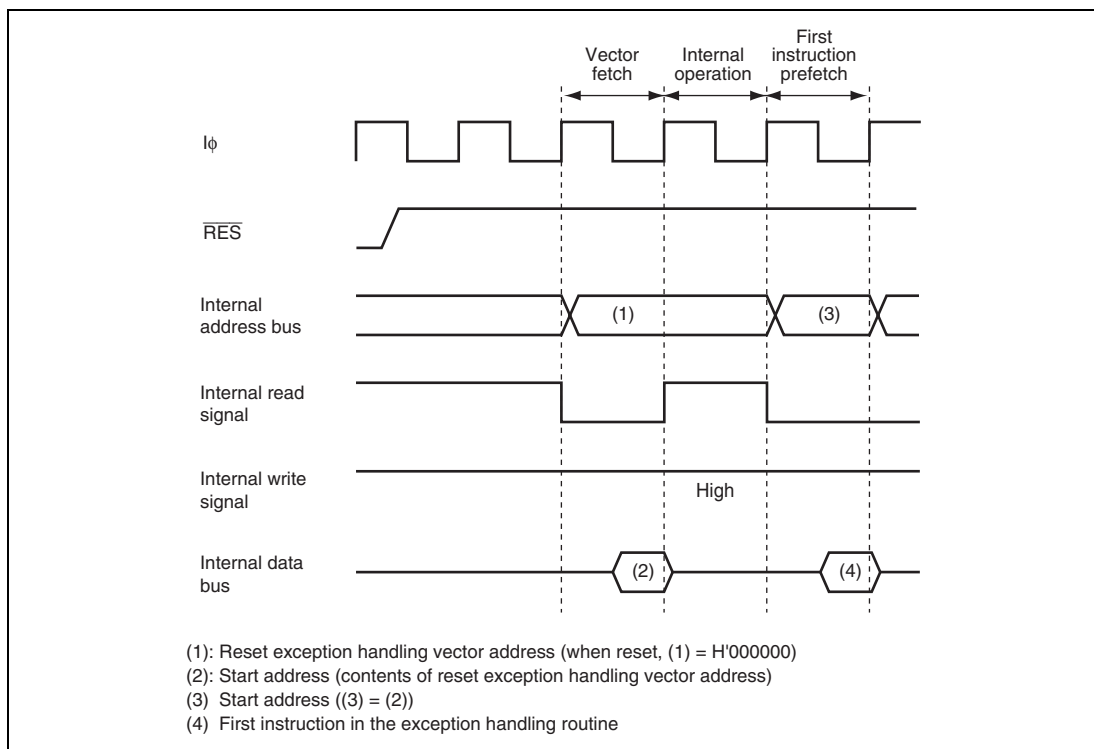 Vector
fetch
Internal
operation
First
instruction
prefetch
Iϕ
RES
Internal
address bus
(1)
(3)
Internal read
signal
Internal write
signal
High
Internal data
bus
(2)
(4)
(1): Reset exception handling vector address (when reset, (1) = H'000000)
(2): Start address (contents of reset exception handling vector address)
(3) Start address ((3) = (2))
(4) First instruction in the exception handling routine